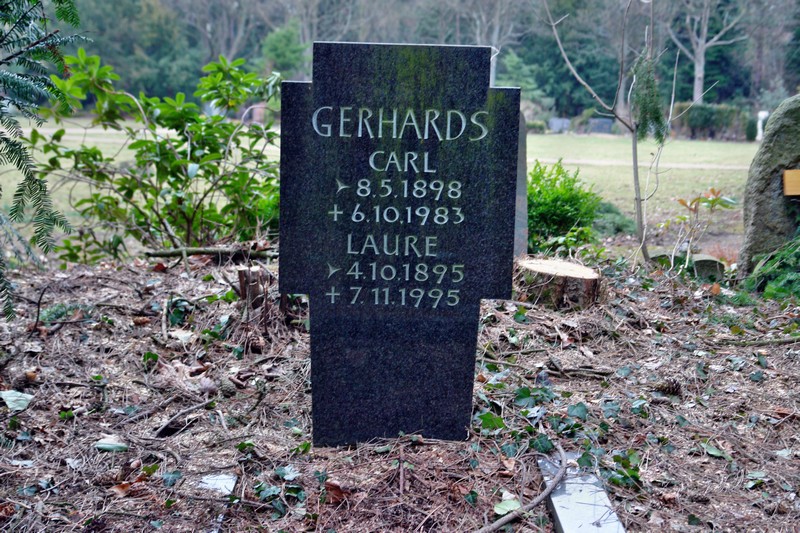 GERHARDS
CARL
8.5.1898
+ 6.10.1983
LAURE
4.10.1895
+ 7.11.1995